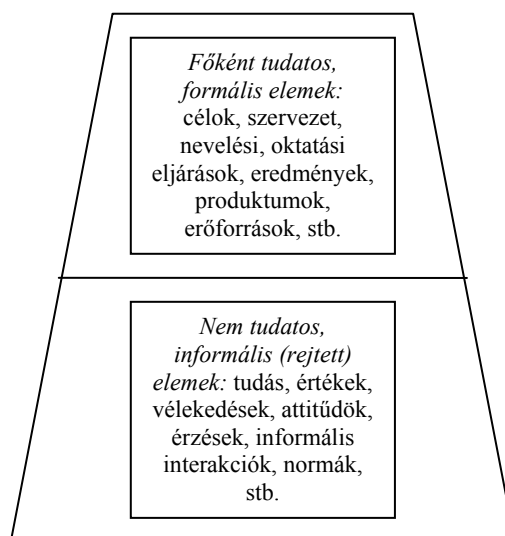 Főként tudatos,
formális elemek:
célok, szervezet,
nevelési, oktatási
eljárások, eredmények,
produktumok,
erőforrások, stb.
Nem tudatos,
informális (rejtett)
elemek: tudás, értékek,
vélekedések, attitűdök,
érzések, informális
interakciók, normák,
stb.